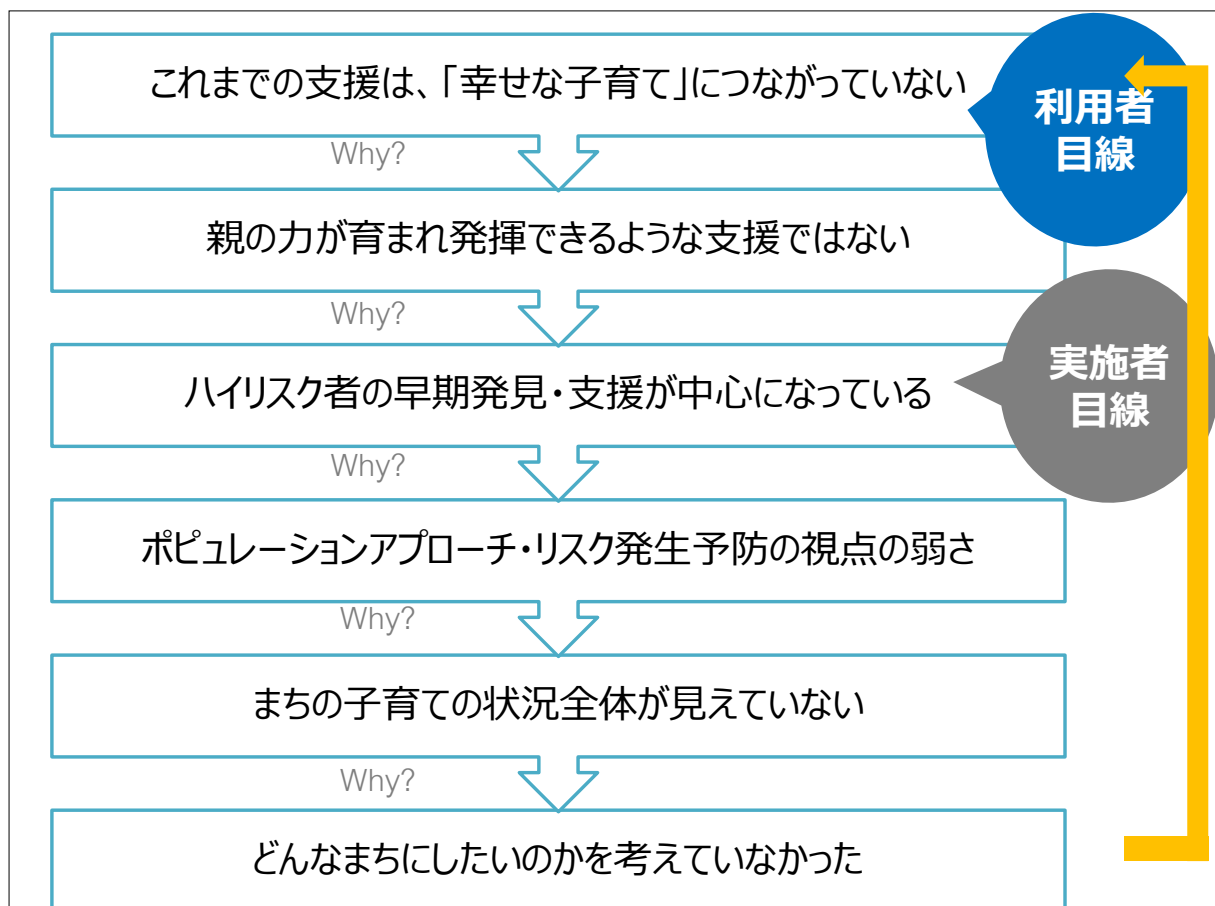 これまでの支援は、「幸せな子育て」につながっていない
利用者
目線
Why?
親の力が育まれ発揮できるような支援ではない
Why?
ハイリスク者の早期発見・支援が中心になっている
実施者
目線
Why?
ポピュレーションアプローチ・リスク発生予防の視点の弱さ
Why?
まちの子育ての状況全体が見えていない
Why?
どんなまちにしたいのかを考えていなかった